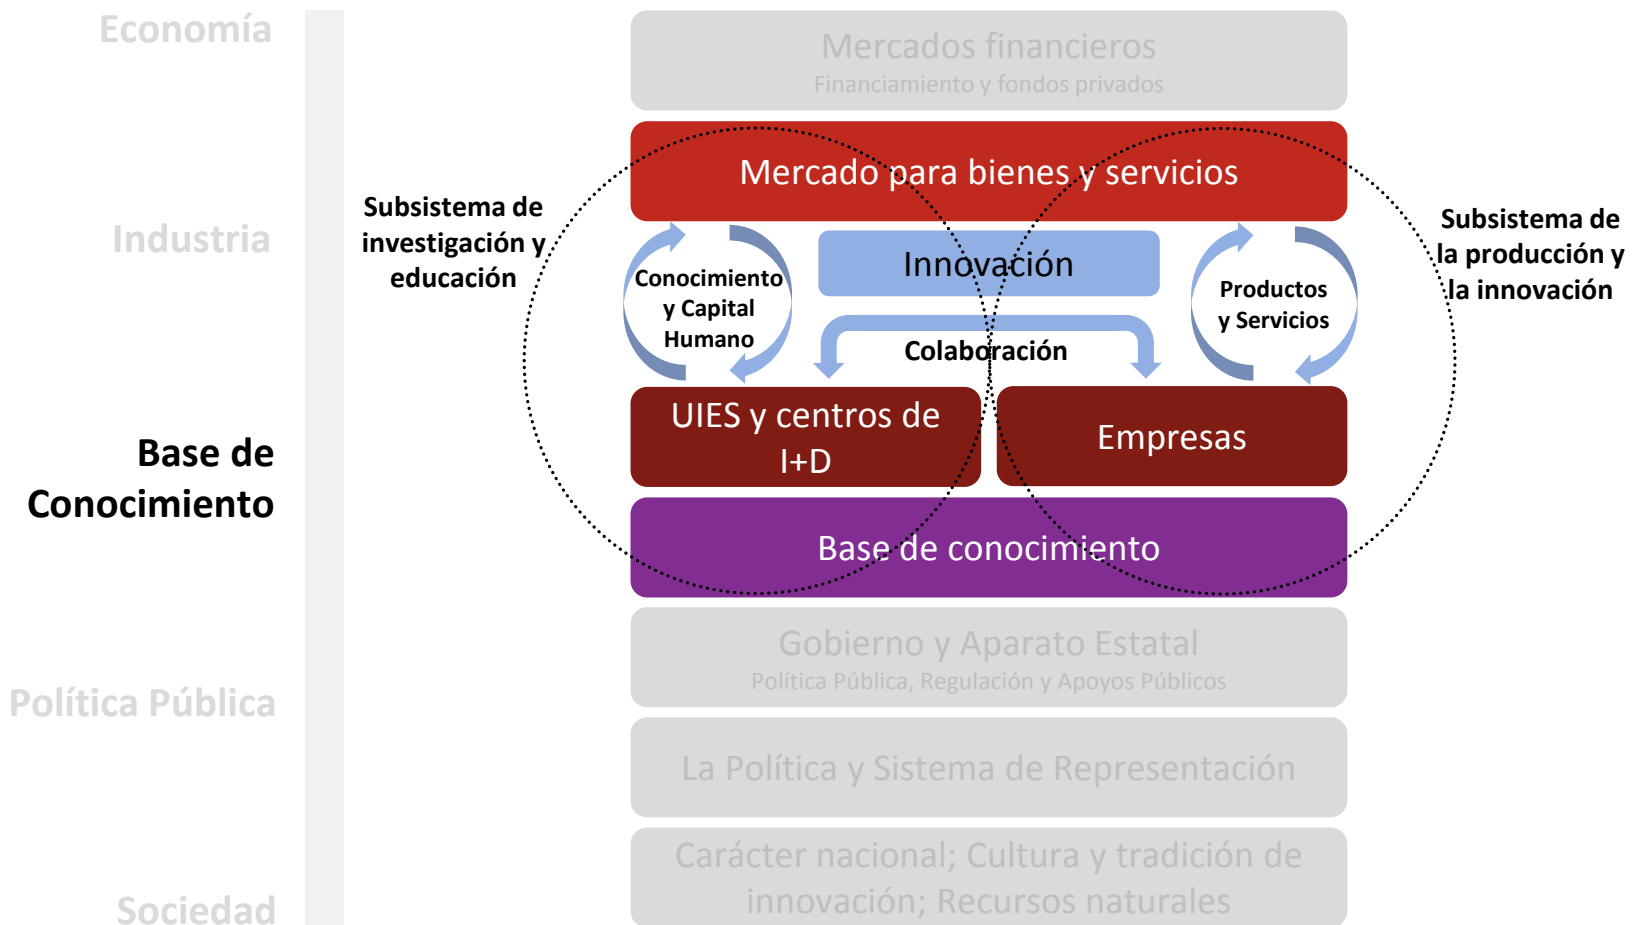 Economía
Mercados financieros
Financiamiento y fondos privados
Mercado para bienes y servicios
Subsistema de
investigación y
educación
Industria
Innovación
Subsistema de
la producción y
la innovación
Conocimiento
y Capital
Humano
Productos
y Servicios
Colaboración
UIES y centros de
I+D
Empresas
Base de
Conocimiento
Base de conocimiento
Gobierno y Aparato Estatal
Política Pública, Regulación y Apoyos Públicos
Política Pública
La Política y Sistema de Representación
Carácter nacional; Cultura y tradición de
innovación; Recursos naturales
Sociedad